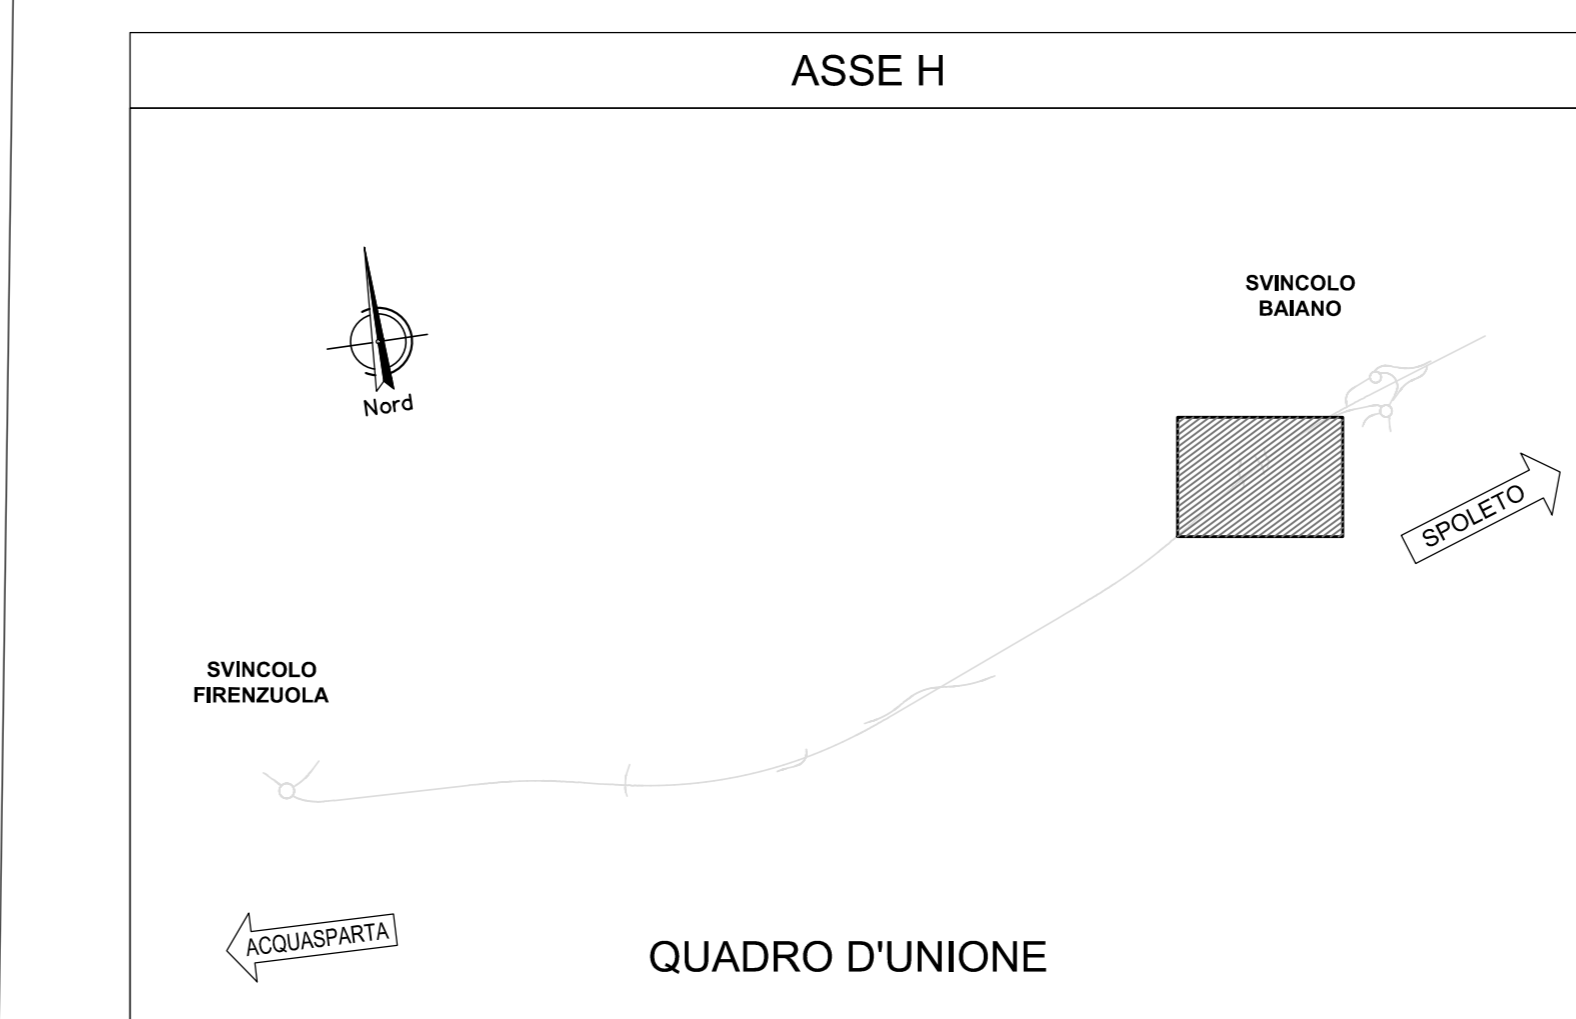 ASSE H
SVINCOLO
BAIANO
Nord
SPOLETO
SVINCOLO
FIRENZUOLA
ACQUASPARTA
QUADRO D'UNIONE